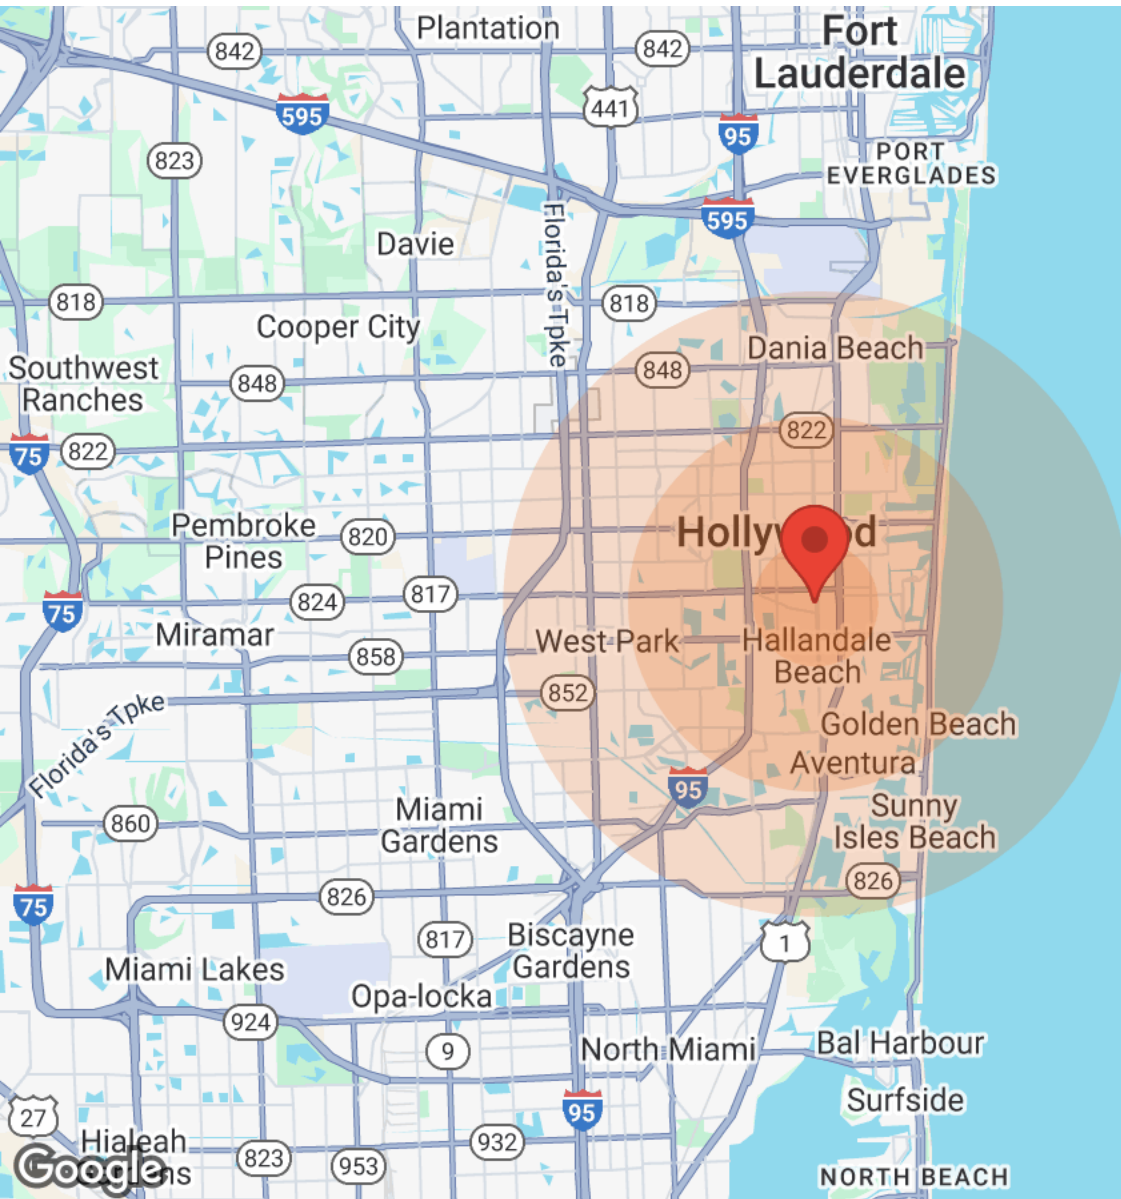 Plantation
Fort
Lauderdale
842
842
441
595
95
823
PORT
EVERGLADES
595
Davie
Florida's Tpke
818
818
Cooper City
Dania Beach
Southwest
Ranches
848
848
822
75
822
Pembroke
Pines
820
Hollywood
75
824
817
Miramar
West Park
Hallandale
Beach
858
852
Florida's Tpke
Golden Beach
Aventura
95
Sunny
Isles Beach
860
Miami
Gardens
826
826
75
817
Biscayne
Gardens
1
Miami Lakes
Opa-locka
924
9
North Miami
Bal Harbour
27
95
Surfside
Hialeah
Gardens
Google
823
953
932
NORTH BEACH